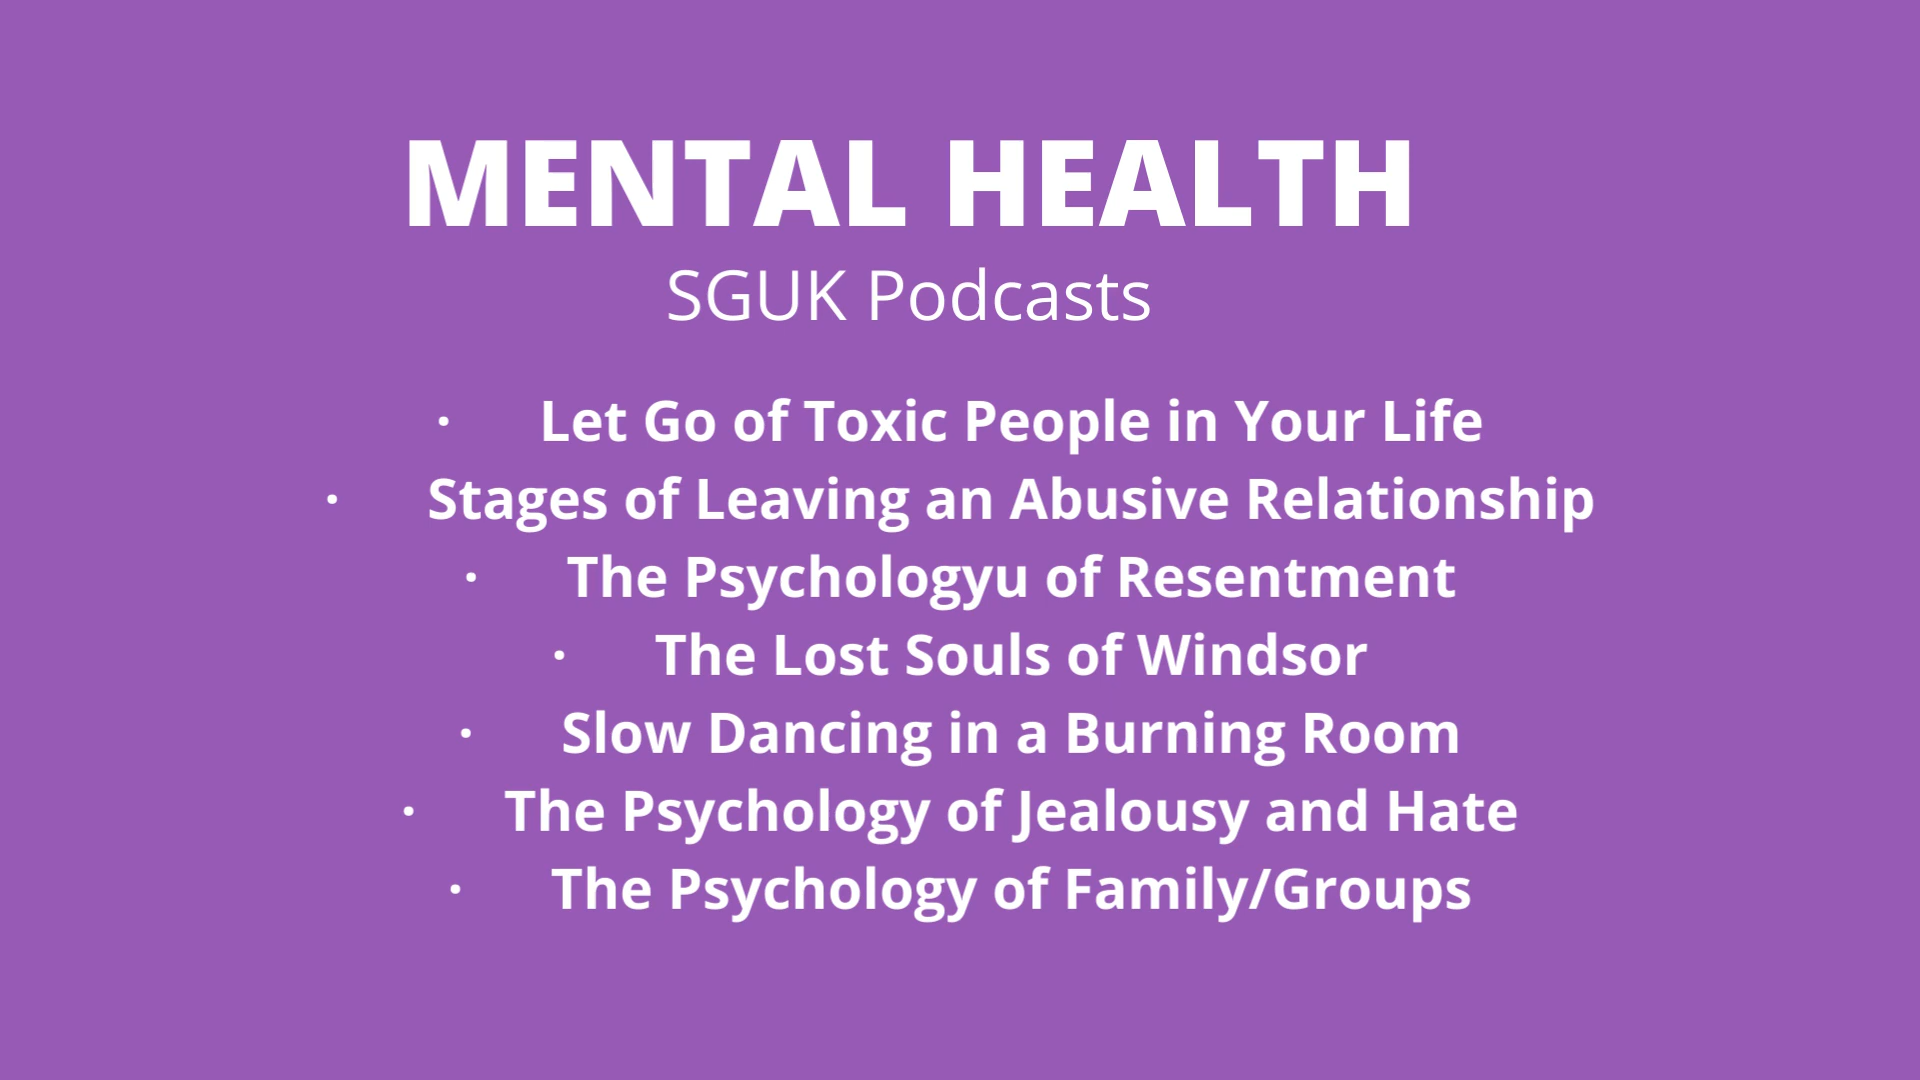 MENTAL HEALTH
SGUK Podcasts
· Let Go of Toxic People in Your Life
· Stages of Leaving an Abusive Relationship
· The Psychologyu of Resentment
· The Lost Souls of Windsor
· Slow Dancing in a Burning Room
· The Psychology of Jealousy and Hate
· The Psychology of Family/Groups